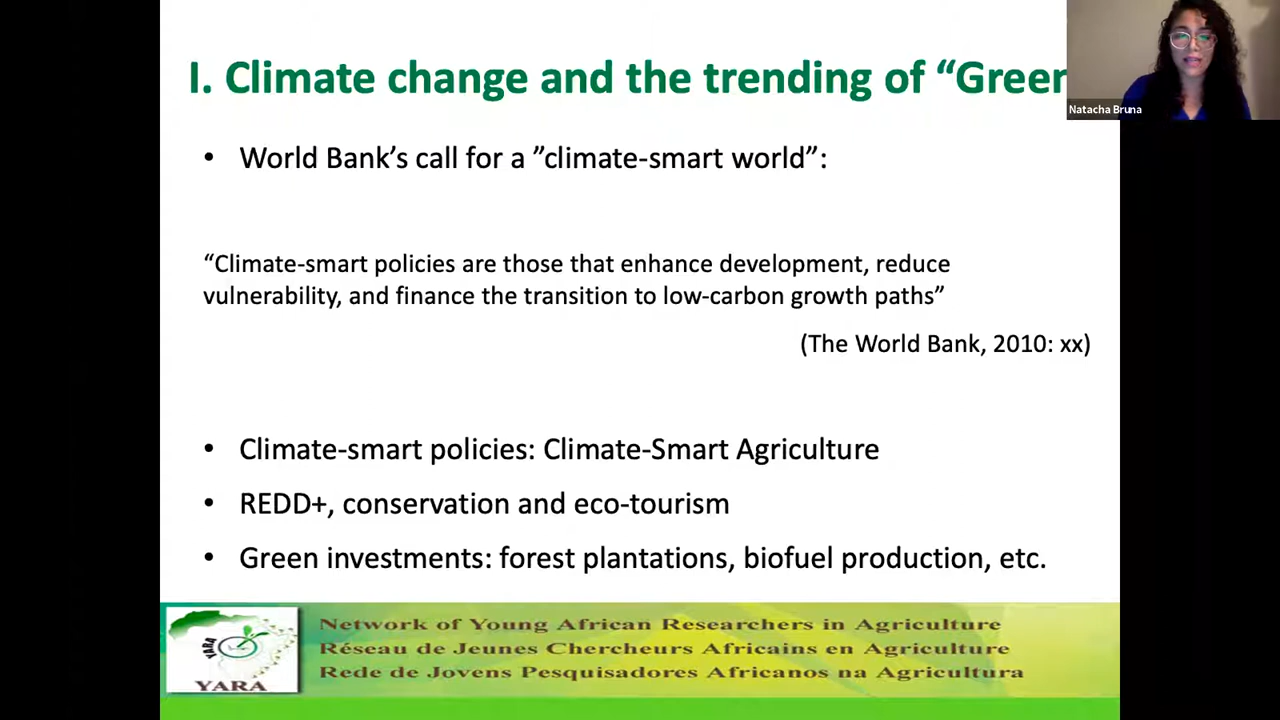 I. Climate change and the trending of “Green
Natacha Bruna
• World Bank’s call for a ”climate-smart world”:
“Climate-smart policies are those that enhance development, reduce
vulnerability, and finance the transition to low-carbon growth paths”
(The World Bank, 2010: xx)
• Climate-smart policies: Climate-Smart Agriculture
• REDD+, conservation and eco-tourism
• Green investments: forest plantations, biofuel production, etc.
Network of Young African Researchers in Agriculture
Réseau de Jeunes Chercheurs Africains en Agriculture
Rede de Jovens Pesquisadores Africanos na Agricultura
YARA
YARA